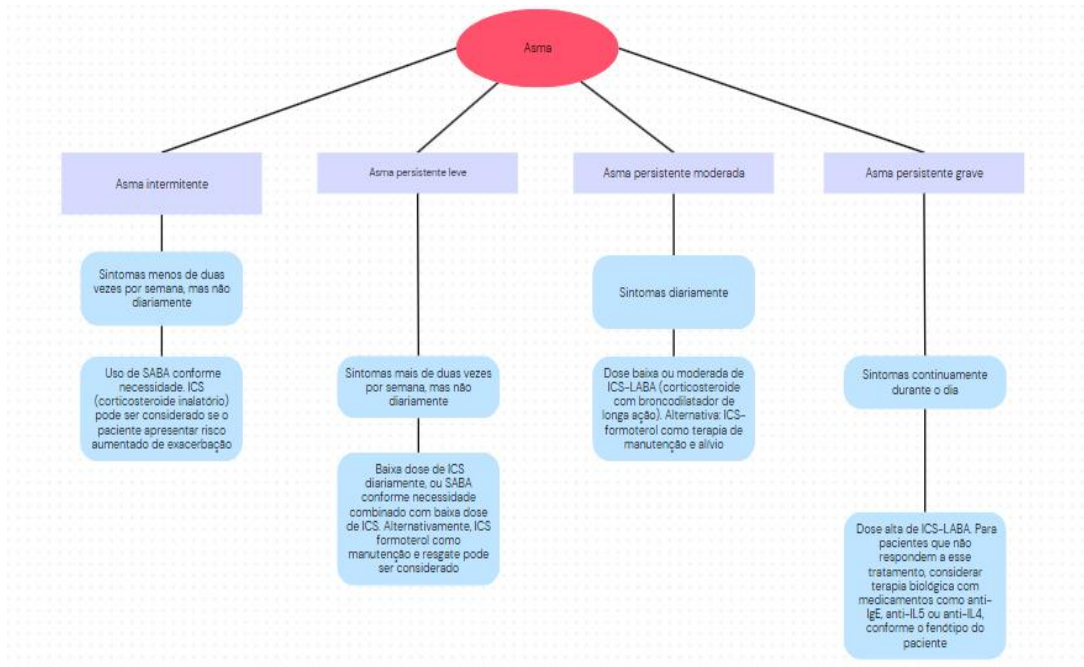 Asma
Asma intermitente
Asma persistente leve
Asma persistente moderada
Asma persistente grave
Sintomas menos de duas
vezes por semana, mas não
diariamente
Uso de SABA conforme
necessidade. ICS
(corticosteroide inalatório)
pode ser considerado se o
paciente apresentar risco
aumentado de exacerbação
Sintomas mais de duas vezes
por semana, mas não
diariamente
Baixa dose de ICS
diariamente, ou SABA
conforme necessidade
combinado com baixa dose
de ICS. Alternativamente, ICS
formoterol como
manutenção e resgate pode
ser considerado
Sintomas diariamente
Dose baixa ou moderada de
ICS-LABA (corticosteroide
com broncodilatador de
longa ação). Alternativa: ICS-
formoterol como terapia de
manutenção e alívio
Sintomas continuamente
durante o dia
Dose alta de ICS-LABA. Para
pacientes que não
respondem a esse
tratamento, considerar
terapia biológica com
medicamentos como anti-
IgE, anti-IL5 ou anti-IL4,
conforme o fenótipo do
paciente